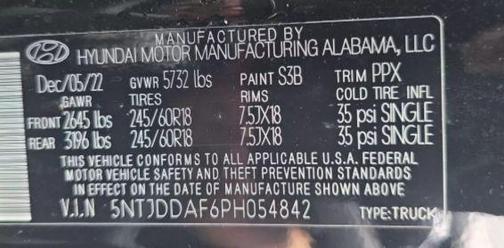 MANUFACTURED BY
HYUNDAI MOTOR MANUFACTURING ALABAMA, LLC
Dec/05/22 GVWR 5732 lbs PAINT S3B TRIM PPX
GAWR TIRES RIMS COLD TIRE INFL
FRONT 2645 lbs 245/60R18 7.5JX18 35 psi SINGLE
REAR 3196 lbs 245/60R18 7.5JX18 35 psi SINGLE
THIS VEHICLE CONFORMS TO ALL APPLICABLE U.S.A. FEDERAL
MOTOR VEHICLE SAFETY AND THEFT PREVENTION STANDARDS
IN EFFECT ON THE DATE OF MANUFACTURE SHOWN ABOVE
V.I.N 5NTJDDAF6PH054842 TYPE:TRUCK